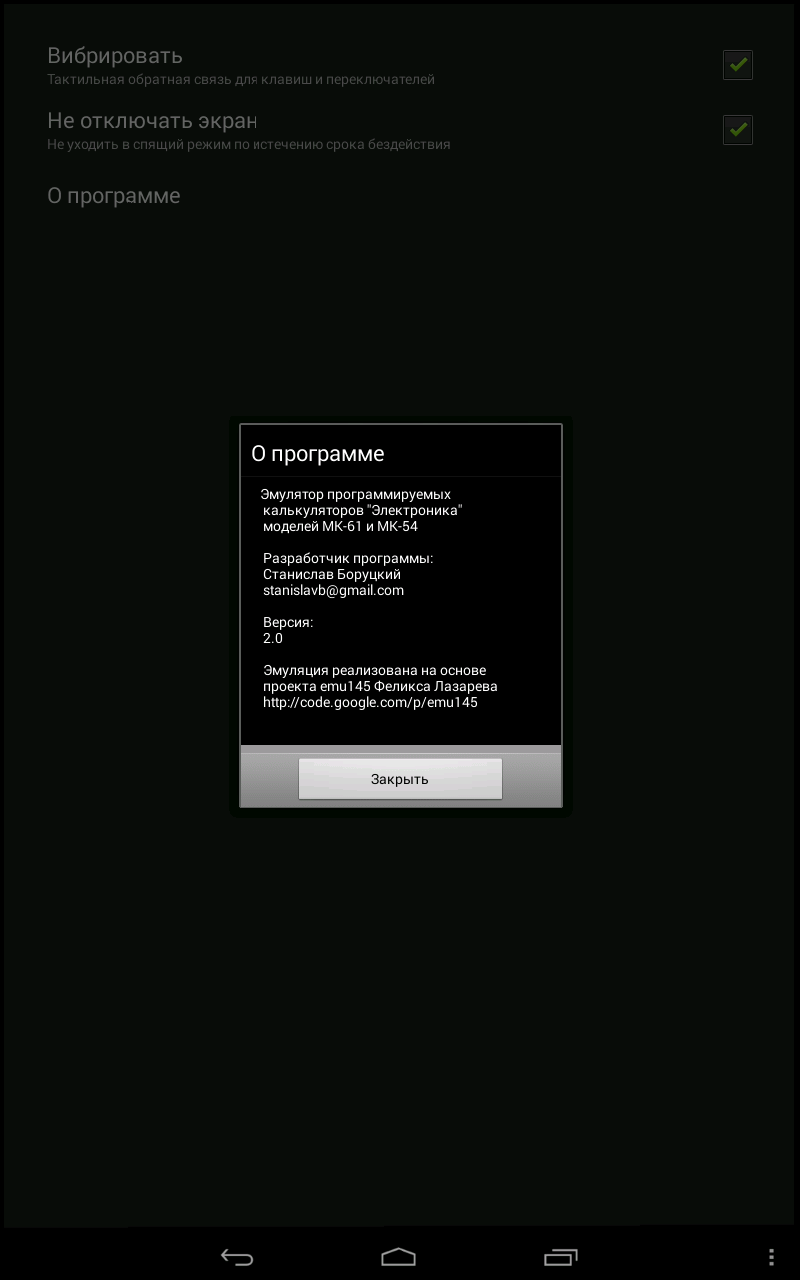 Вибрировать
Тактильная обратная связь для клавиш и переключателей
Не отключать экран
Не уходить в спящий режим по истечению срока бездействия
О программе
О программе
Эмулятор программируемых
калькуляторов "Электроника"
моделей МК-61 и МК-54
Разработчик программы:
Станислав Боруцкий
stanislavb@gmail.com
Версия:
2.0
Эмуляция реализована на основе
проекта emu145 Феликса Лазарева
http://code.google.com/p/emu145
Закрыть